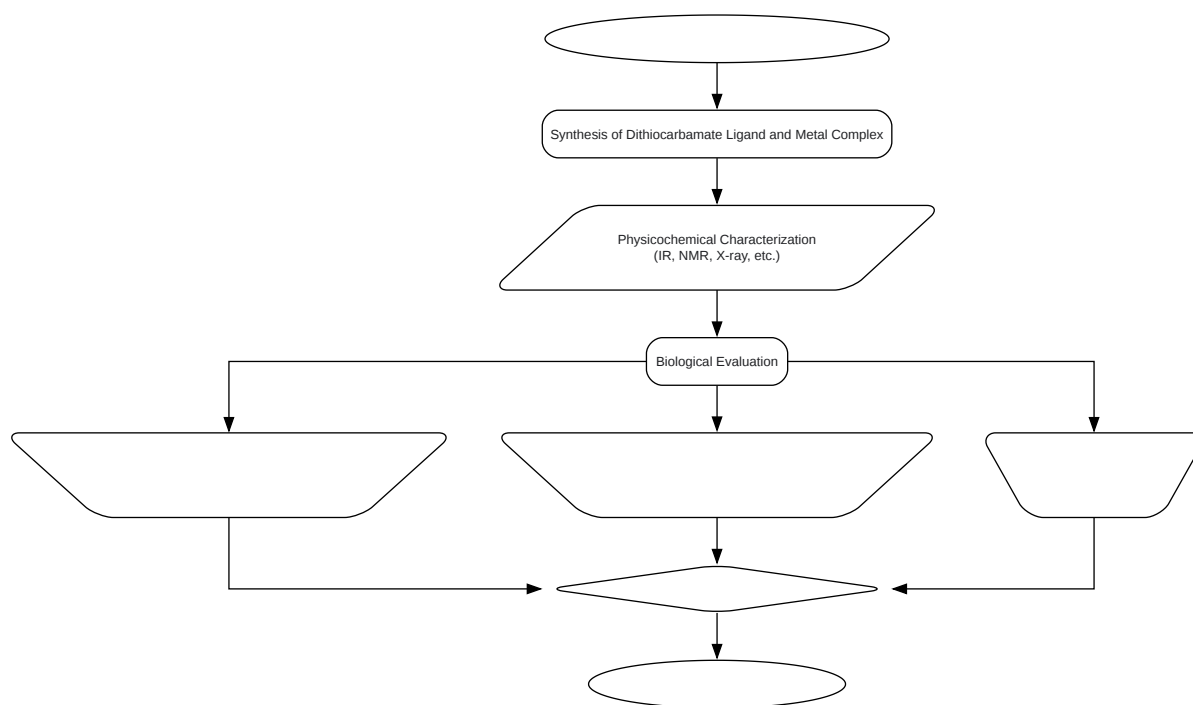 Synthesis of Dithiocarbamate Ligand and Metal Complex
Physicochemical Characterization
(IR, NMR, X-ray, etc.)
Biological Evaluation